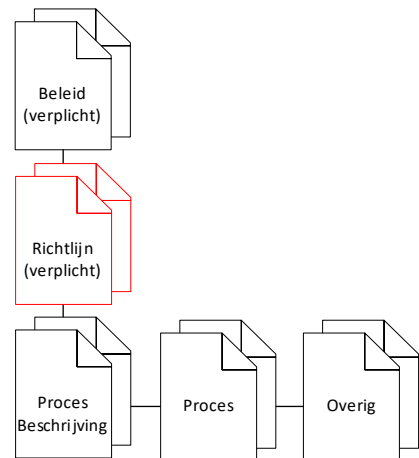 Beleid
(verplicht)
Richtlijn
(verplicht)
Proces
Beschrijving
Proces
Overig